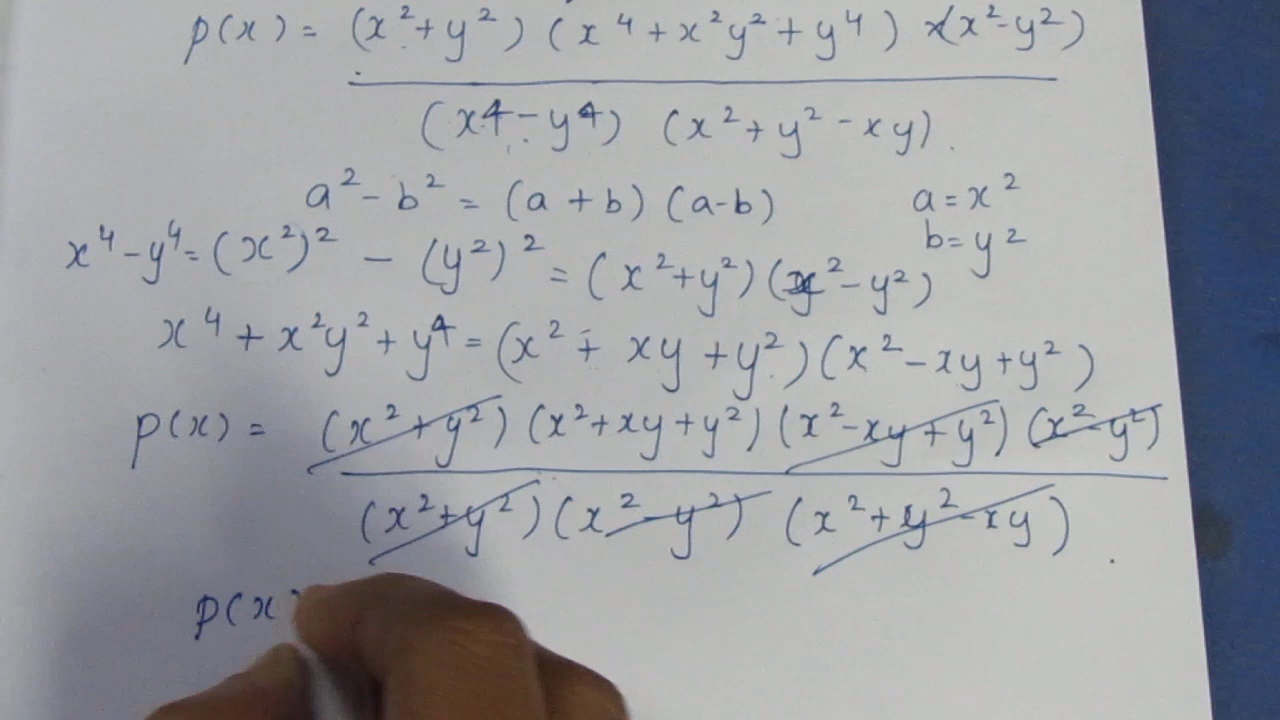 p(x) = (x²+y²) (x⁴+x²y²+y⁴) (x²-y²)
(x⁴-y⁴) (x²+y²-xy)
a²-b² = (a+b) (a-b) a=x²
b=y²
x⁴-y⁴=(x²)² - (y²)² = (x²+y²)(x²-y²)
x⁴+x²y²+y⁴=(x²+xy+y²)(x²-xy+y²)
p(x) = (x²+y²) (x²+xy+y²) (x²-xy+y²) (x²-y²)
(x²+y²)(x²-y²) (x²+y²-xy)
p(x)